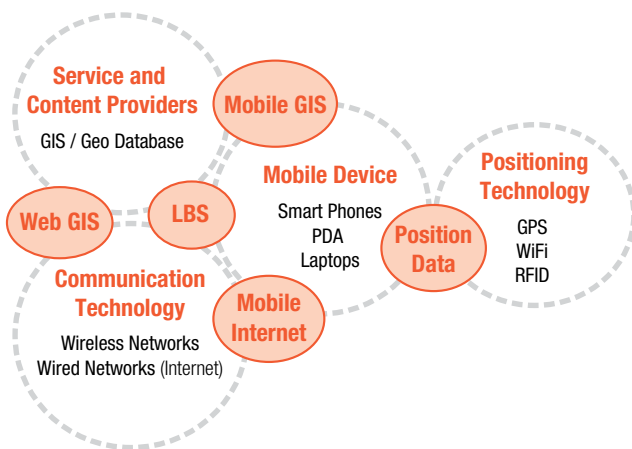 Service and
Content Providers
GIS / Geo Database
Mobile GIS
Mobile Device
Smart Phones
PDA
Laptops
Positioning
Technology
GPS
WiFi
RFID
Web GIS
LBS
Position
Data
Communication
Technology
Wireless Networks
Wired Networks (Internet)
Mobile
Internet